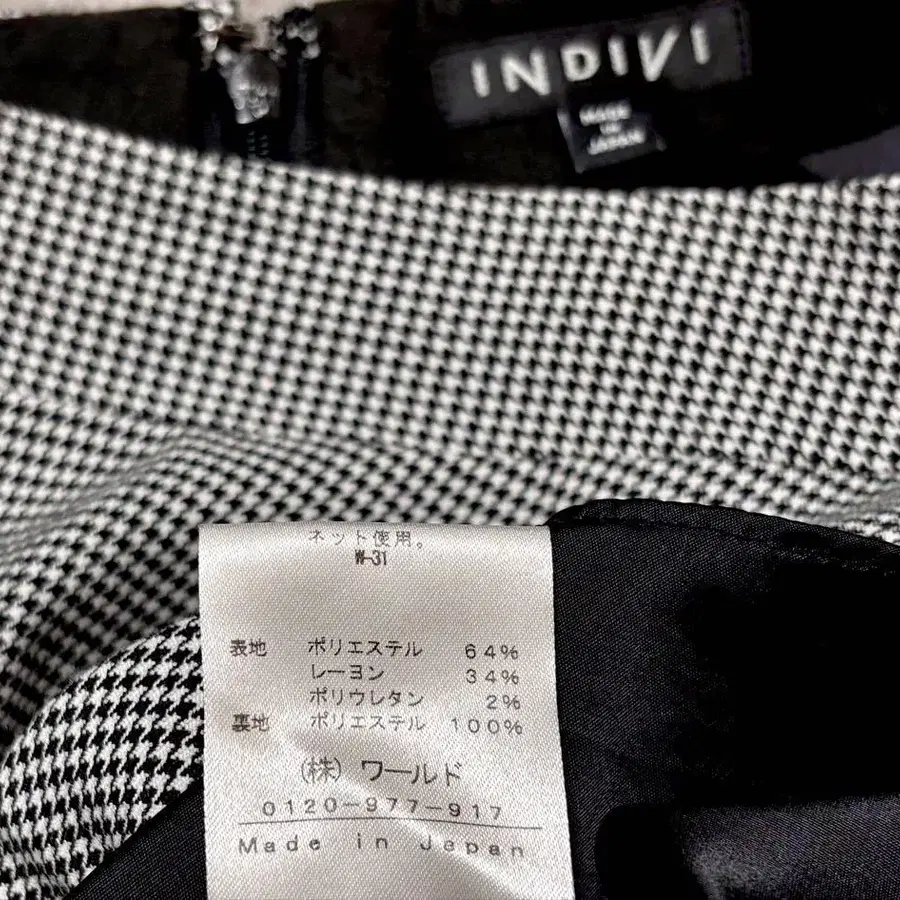 INDIVI
MADE
IN
JAPAN
ネット使用。
W-31
表地 ポリエステル 64%
レーヨン 34%
ポリウレタン 2%
裏地 ポリエステル 100%
(株) ワールド
0120-977-917
Made in Japan